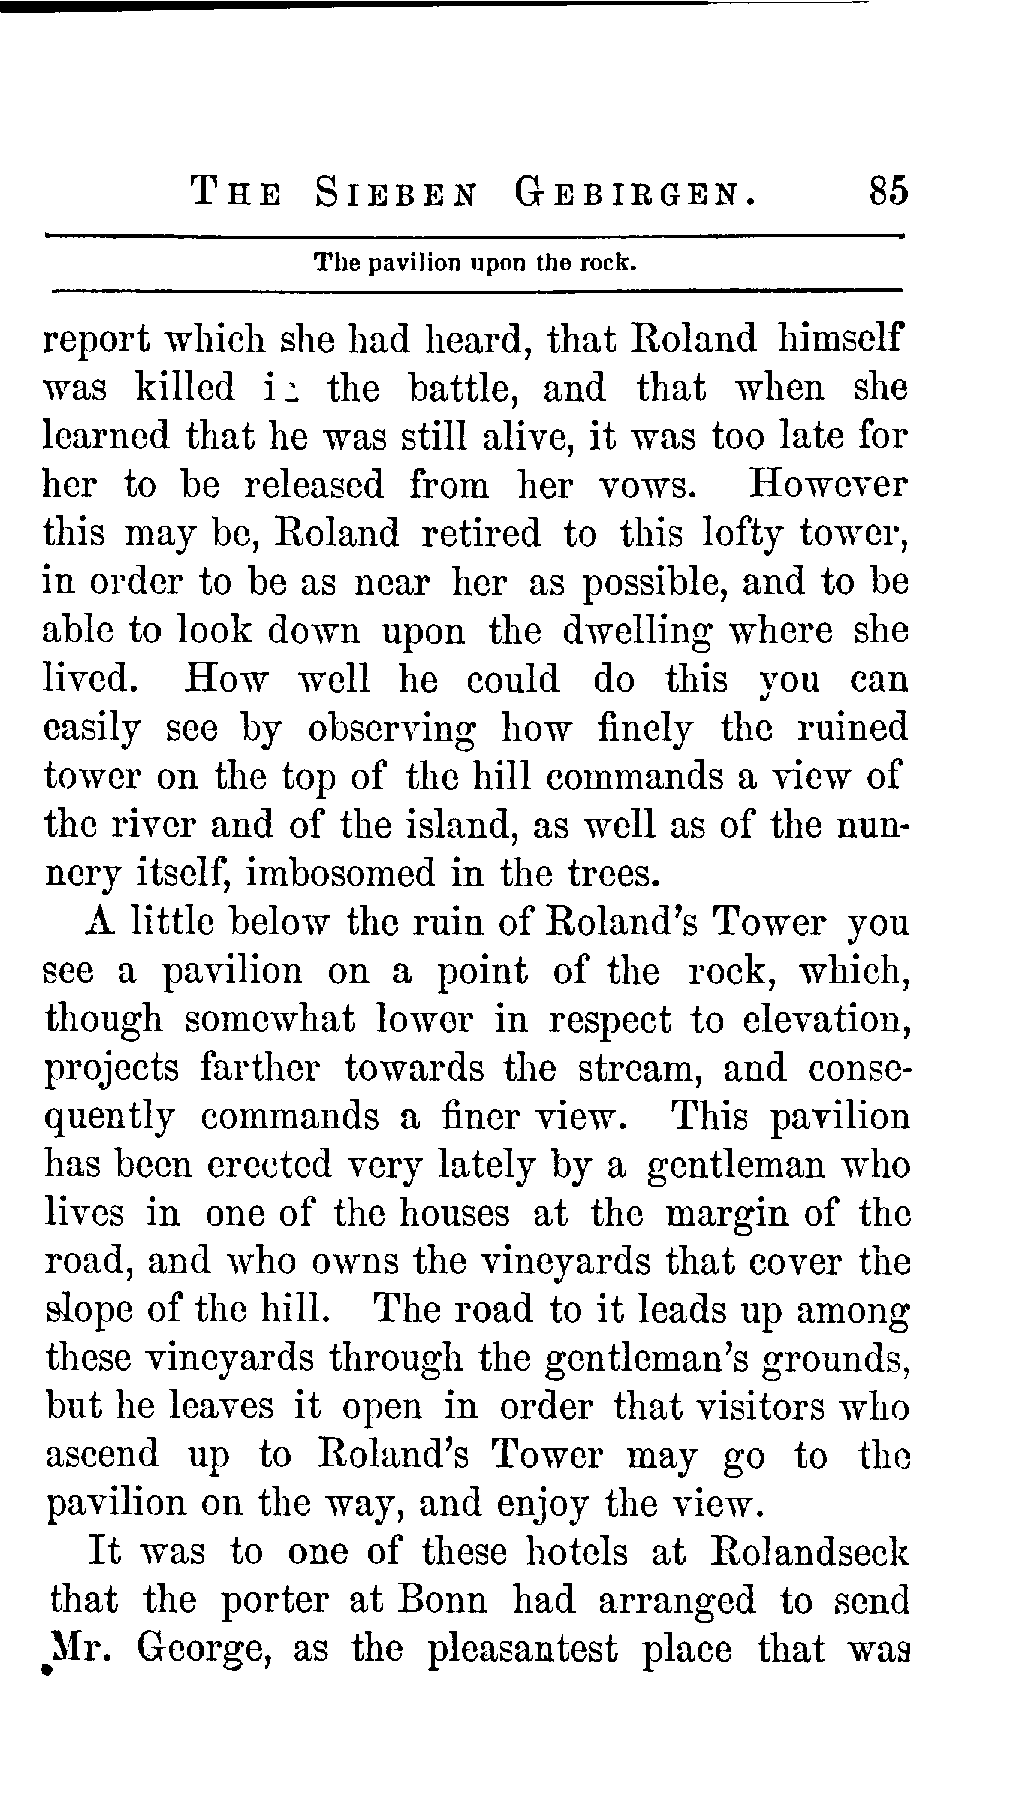 THE SIEBEN GEBIRGEN. 85
The pavilion upon the rock.
report which she had heard, that Roland himself
was killed i the battle, and that when she
learned that he was still alive, it was too late for
her to be released from her vows. However
this may be, Roland retired to this lofty tower,
in order to be as near her as possible, and to be
able to look down upon the dwelling where she
lived. How well he could do this you can
easily see by observing how finely the ruined
tower on the top of the hill commands a view of
the river and of the island, as well as of the nun-
nery itself, imbosomed in the trees.
A little below the ruin of Roland's Tower you
see a pavilion on a point of the rock, which,
though somewhat lower in respect to elevation,
projects farther towards the stream, and conse-
quently commands a finer view. This pavilion
has been erected very lately by a gentleman who
lives in one of the houses at the margin of the
road, and who owns the vineyards that cover the
slope of the hill. The road to it leads up among
these vineyards through the gentleman's grounds,
but he leaves it open in order that visitors who
ascend up to Roland's Tower may go to the
pavilion on the way, and enjoy the view.
It was to one of these hotels at Rolandseck
that the porter at Bonn had arranged to send
Mr. George, as the pleasantest place that was